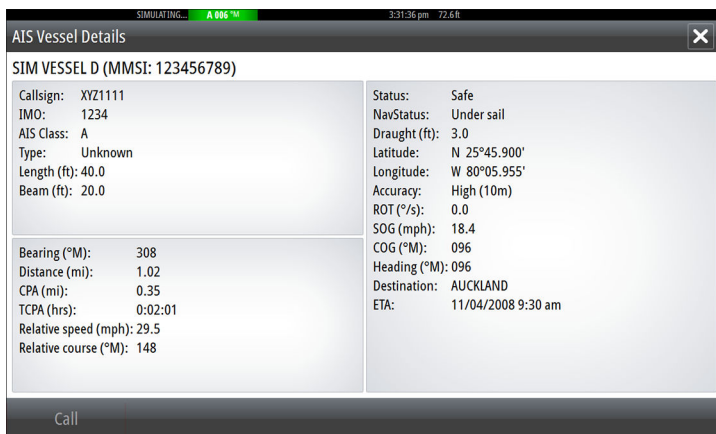 SIMULATING... A 006 °M 3:31:36 pm 72.6 ft
AIS Vessel Details
SIM VESSEL D (MMSI: 123456789)
Callsign: XYZ1111
IMO: 1234
AIS Class: A
Type: Unknown
Length (ft): 40.0
Beam (ft): 20.0
Bearing (°M): 308
Distance (mi): 1.02
CPA (mi): 0.35
TCPA (hrs): 0:02:01
Relative speed (mph): 29.5
Relative course (°M): 148
Status: Safe
NavStatus: Under sail
Draught (ft): 3.0
Latitude: N 25°45.900'
Longitude: W 80°05.955'
Accuracy: High (10m)
ROT (°/s): 0.0
SOG (mph): 18.4
COG (°M): 096
Heading (°M): 096
Destination: AUCKLAND
ETA: 11/04/2008 9:30 am
Call